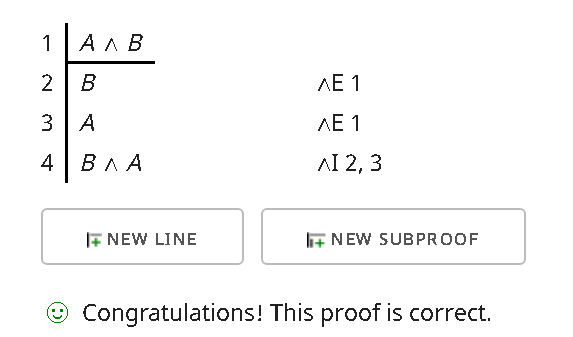 1 A ∧ B
2 B ∧E 1
3 A ∧E 1
4 B ∧ A ∧I 2, 3
NEW LINE NEW SUBPROOF
Congratulations! This proof is correct.